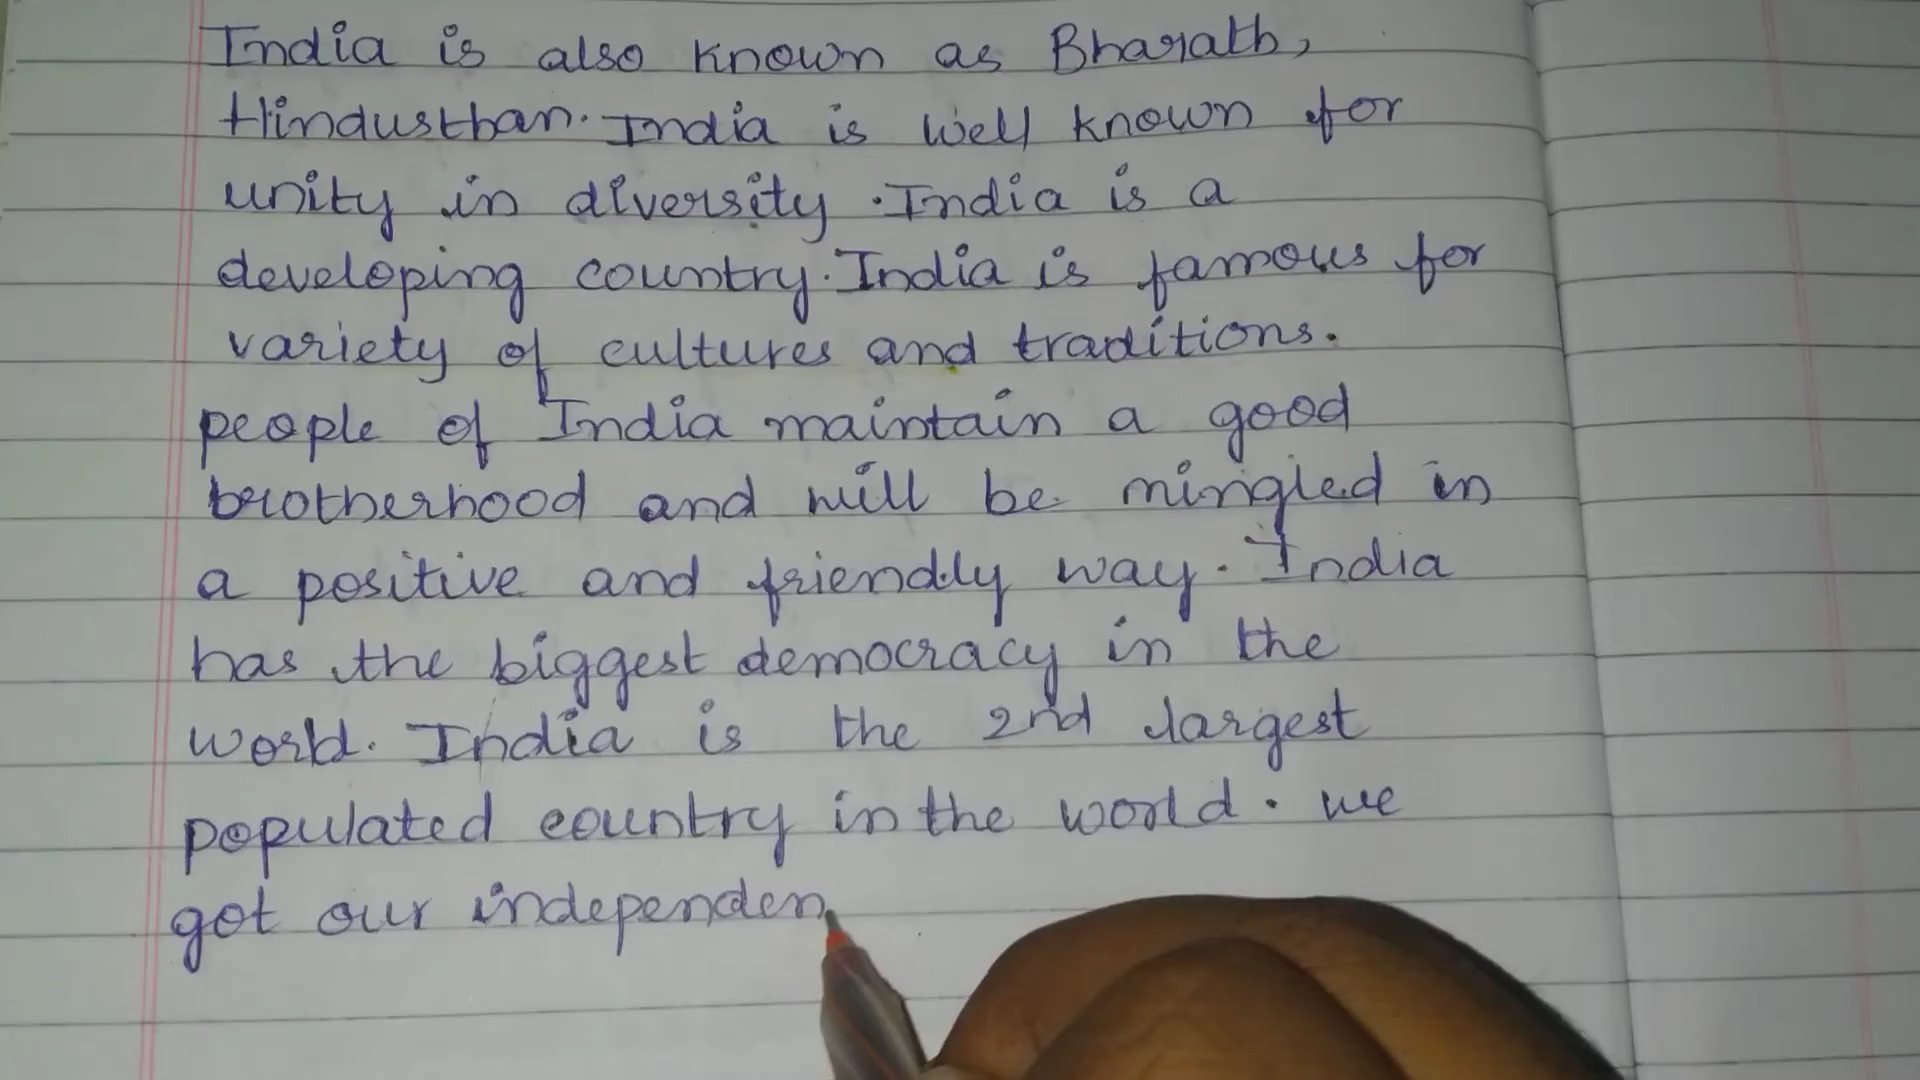 India is also known as Bharath,
Hindusthan. India is well known for
unity in diversity. India is a
developing country. India is famous for
variety of cultures and traditions.
people of India maintain a good
brotherhood and will be mingled in
a positive and friendly way. India
has the biggest democracy in the
world. India is the 2nd largest
populated country in the world. we
got our independen